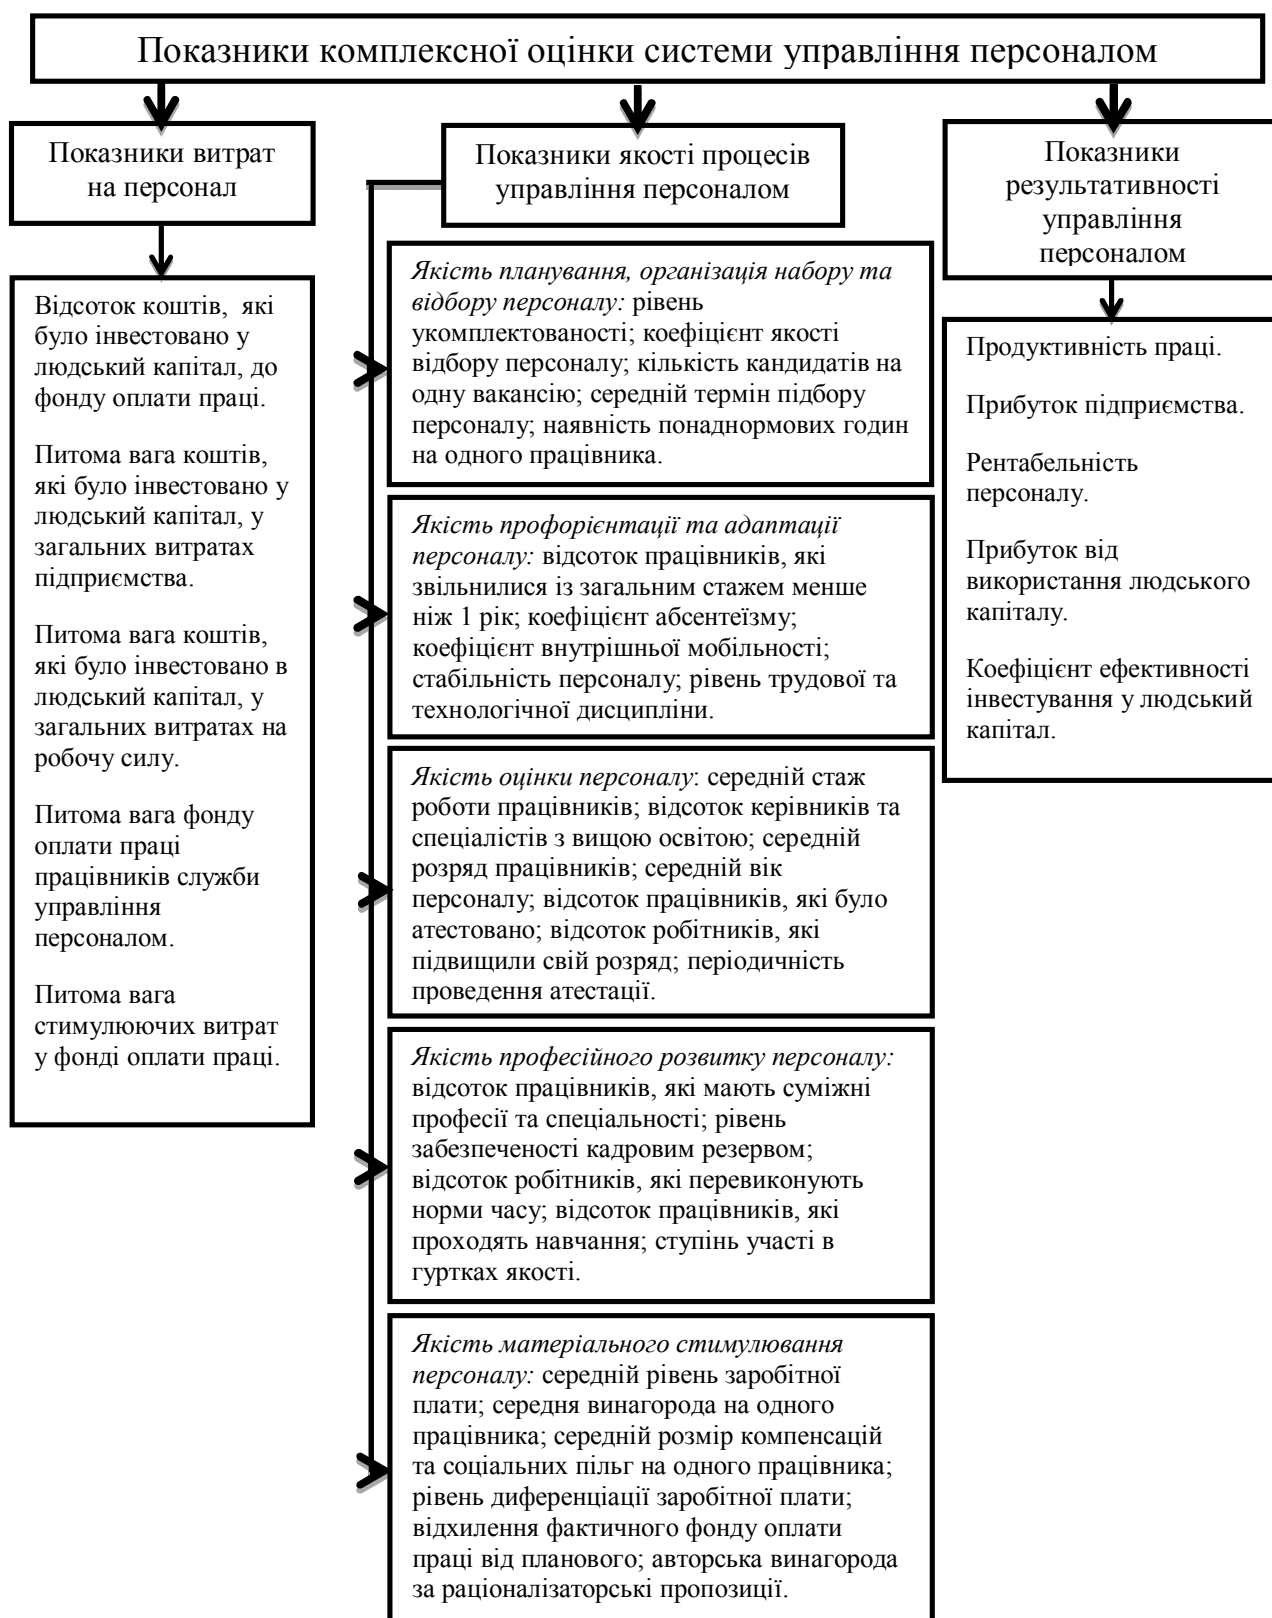 Показники комплексної оцінки системи управління персоналом
Показники витрат
на персонал
Відсоток коштів, які
було інвестовано у
людський капітал, до
фонду оплати праці.
Питома вага коштів,
які було інвестовано у
людський капітал, у
загальних витратах
підприємства.
Питома вага коштів,
які було інвестовано в
людський капітал, у
загальних витратах на
робочу силу.
Питома вага фонду
оплати праці
працівників служби
управління
персоналом.
Питома вага
стимулюючих витрат
у фонді оплати праці.
Показники якості процесів
управління персоналом
Якість планування, організація набору та
відбору персоналу: рівень
укомплектованості; коефіцієнт якості
відбору персоналу; кількість кандидатів на
одну вакансію; середній термін підбору
персоналу; наявність понаднормових годин
на одного працівника.
Якість профорієнтації та адаптації
персоналу: відсоток працівників, які
звільнилися із загальним стажем менше
ніж 1 рік; коефіцієнт абсентеїзму;
коефіцієнт внутрішньої мобільності;
стабільність персоналу; рівень трудової та
технологічної дисципліни.
Якість оцінки персоналу: середній стаж
роботи працівників; відсоток керівників та
спеціалістів з вищою освітою; середній
розряд працівників; середній вік
персоналу; відсоток працівників, які було
атестовано; відсоток робітників, які
підвищили свій розряд; періодичність
проведення атестації.
Якість професійного розвитку персоналу:
відсоток працівників, які мають суміжні
професії та спеціальності; рівень
забезпеченості кадровим резервом;
відсоток робітників, які перевиконують
норми часу; відсоток працівників, які
проходять навчання; ступінь участі в
гуртках якості.
Якість матеріального стимулювання
персоналу: середній рівень заробітної
плати; середня винагорода на одного
працівника; середній розмір компенсацій
та соціальних пільг на одного працівника;
рівень диференціації заробітної плати;
відхилення фактичного фонду оплати
праці від планового; авторська винагорода
за раціоналізаторські пропозиції.
Показники
результативності
управління
персоналом
Продуктивність праці.
Прибуток підприємства.
Рентабельність
персоналу.
Прибуток від
використання людського
капіталу.
Коефіцієнт ефективності
інвестування у людський
капітал.